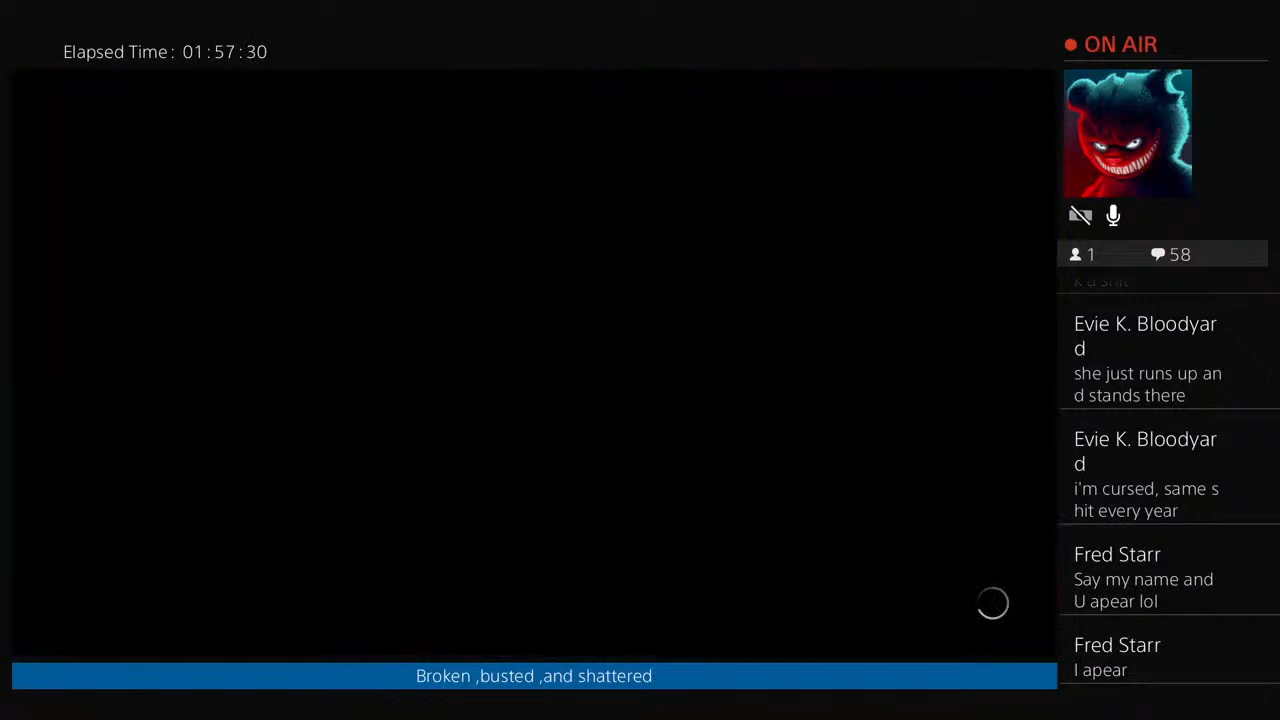 Elapsed Time: 01:57:30
ON AIR
1 58
k a shit
Evie K. Bloodyar
d
she just runs up an
d stands there
Evie K. Bloodyar
d
i'm cursed, same s
hit every year
Fred Starr
Say my name and
U apear lol
Fred Starr
I apear
Broken ,busted ,and shattered